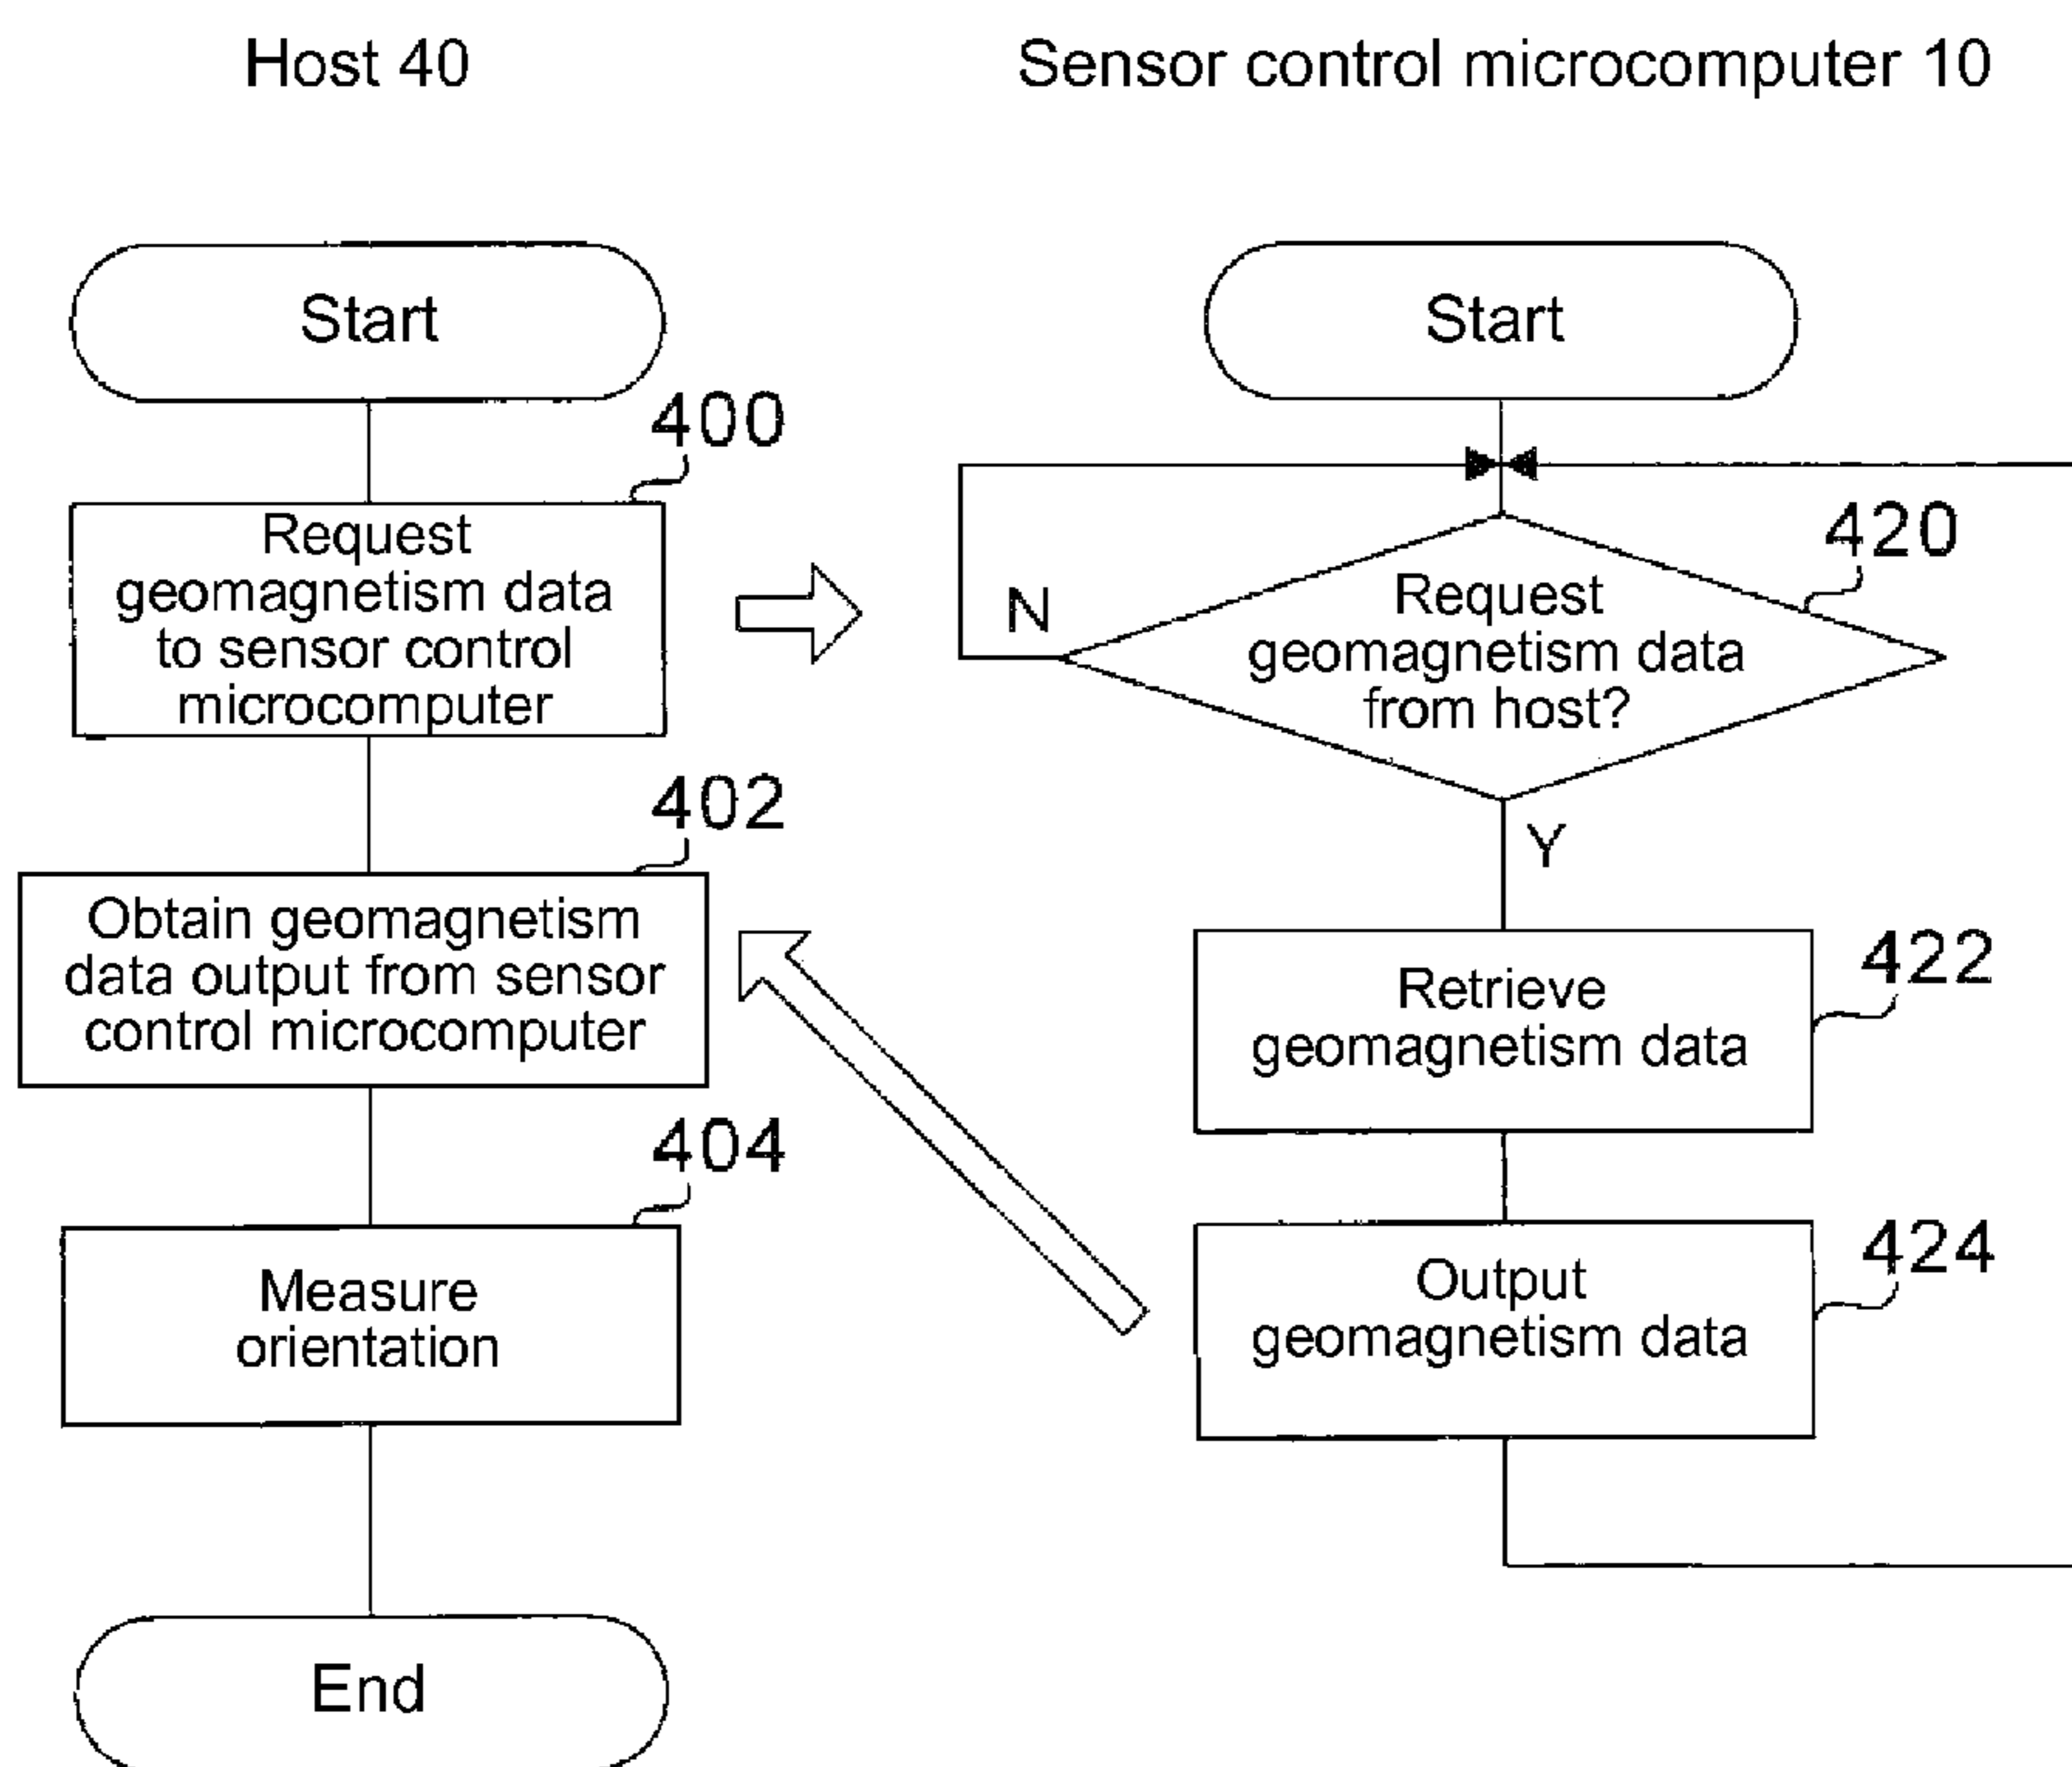 Host 40
Start
400
Request
geomagnetism data
to sensor control
microcomputer
402
Obtain geomagnetism
data output from sensor
control microcomputer
404
Measure
orientation
End
Sensor control microcomputer 10
Start
420
N
Request
geomagnetism data
from host?
Y
422
Retrieve
geomagnetism data
424
Output
geomagnetism data